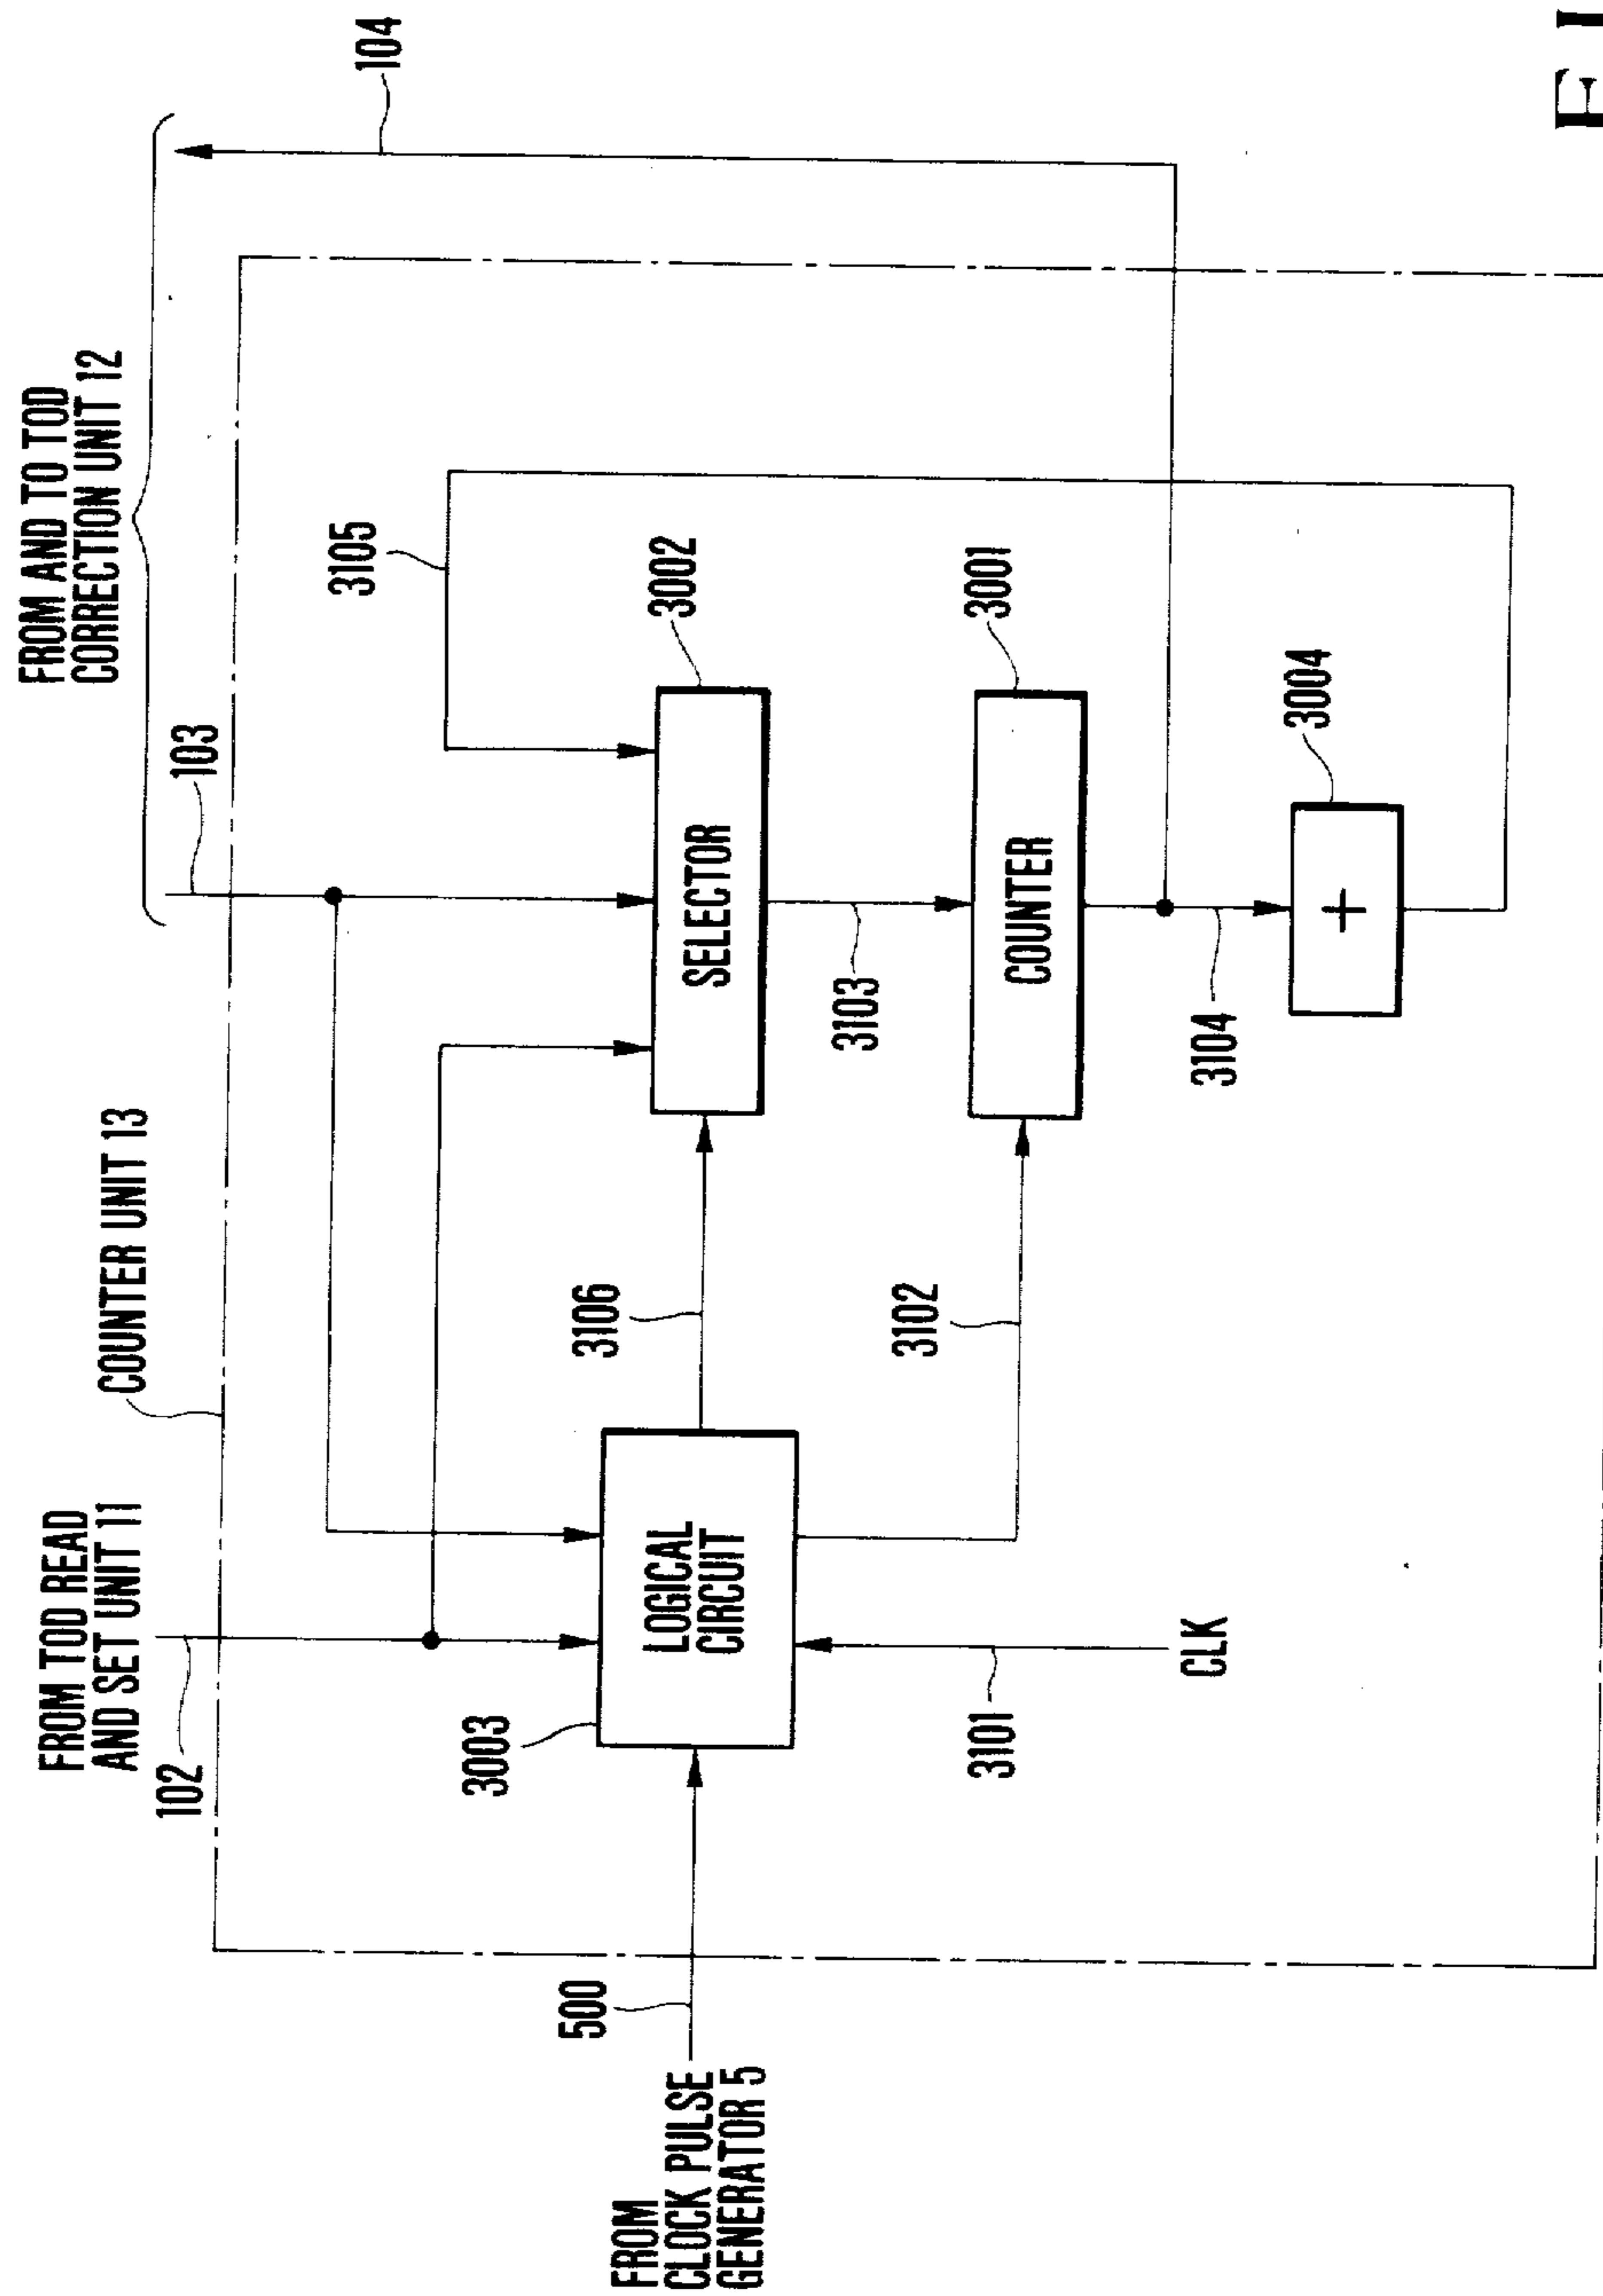 FROM AND TO TOD
CORRECTION UNIT 12
104
103
3105
FROM TOD READ
AND SET UNIT 11
102
COUNTER UNIT 13
3002
SELECTOR
3106
3003
LOGICAL
CIRCUIT
500
FROM
CLOCK PULSE
GENERATOR 5
3103
3001
COUNTER
3102
3101
CLK
3104
3004
+